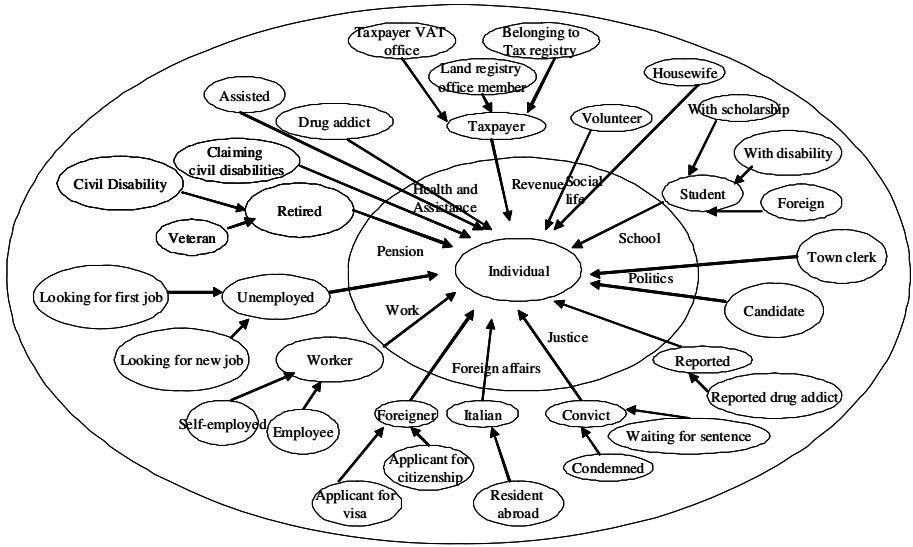 Taxpayer VAT
office
Belonging to
Tax registry
Land registry
office member
Housewife
Assisted
Drug addict
Taxpayer
Volunteer
With scholarship
Claiming
civil disabilities
With disability
Civil Disability
Retired
Health and
Assistance
Revenue
Social
life
Student
Foreign
Veteran
Pension
School
Individual
Town clerk
Politics
Looking for first job
Unemployed
Work
Candidate
Justice
Looking for new job
Worker
Foreign affairs
Reported
Reported drug addict
Self-employed
Employee
Foreigner
Italian
Convict
Waiting for sentence
Applicant for
citizenship
Condemned
Applicant for
visa
Resident
abroad